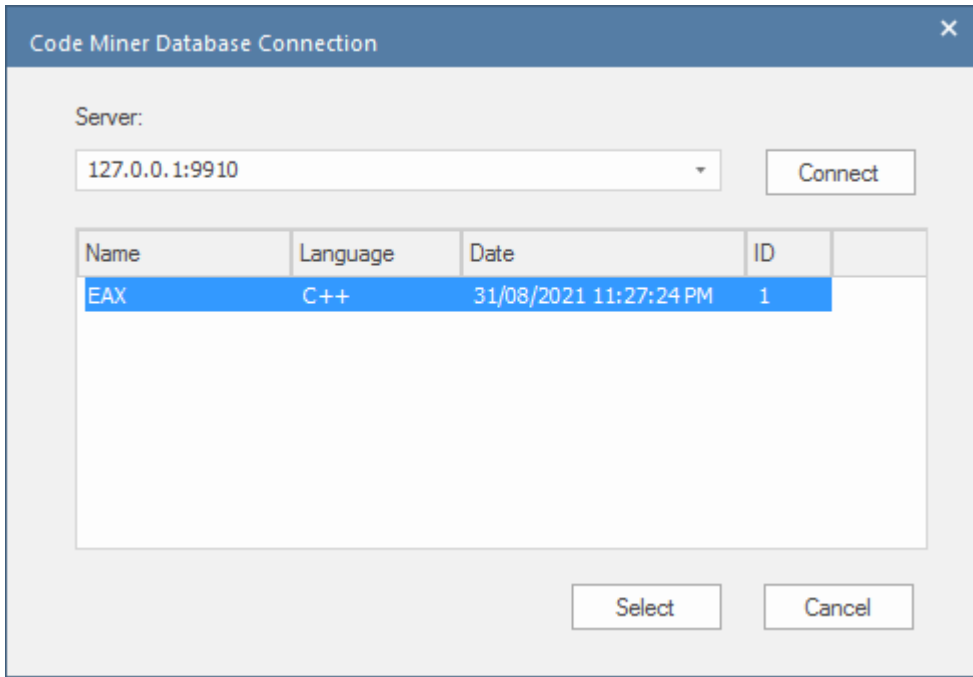 Code Miner Database Connection
Server:
127.0.0.1:9910 Connect
Name Language Date ID
EAX C++ 31/08/2021 11:27:24 PM 1
Select Cancel